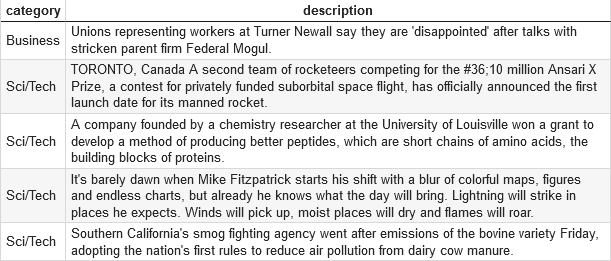 category description
Business Unions representing workers at Turner Newall say they are 'disappointed' after talks with
stricken parent firm Federal Mogul.
TORONTO, Canada A second team of rocketeers competing for the #36;10 million Ansari X
Sci/Tech Prize, a contest for privately funded suborbital space flight, has officially announced the first
launch date for its manned rocket.
A company founded by a chemistry researcher at the University of Louisville won a grant to
Sci/Tech develop a method of producing better peptides, which are short chains of amino acids, the
building blocks of proteins.
It's barely dawn when Mike Fitzpatrick starts his shift with a blur of colorful maps, figures
Sci/Tech and endless charts, but already he knows what the day will bring. Lightning will strike in
places he expects. Winds will pick up, moist places will dry and flames will roar.
Sci/Tech Southern California's smog fighting agency went after emissions of the bovine variety Friday,
adopting the nation's first rules to reduce air pollution from dairy cow manure.